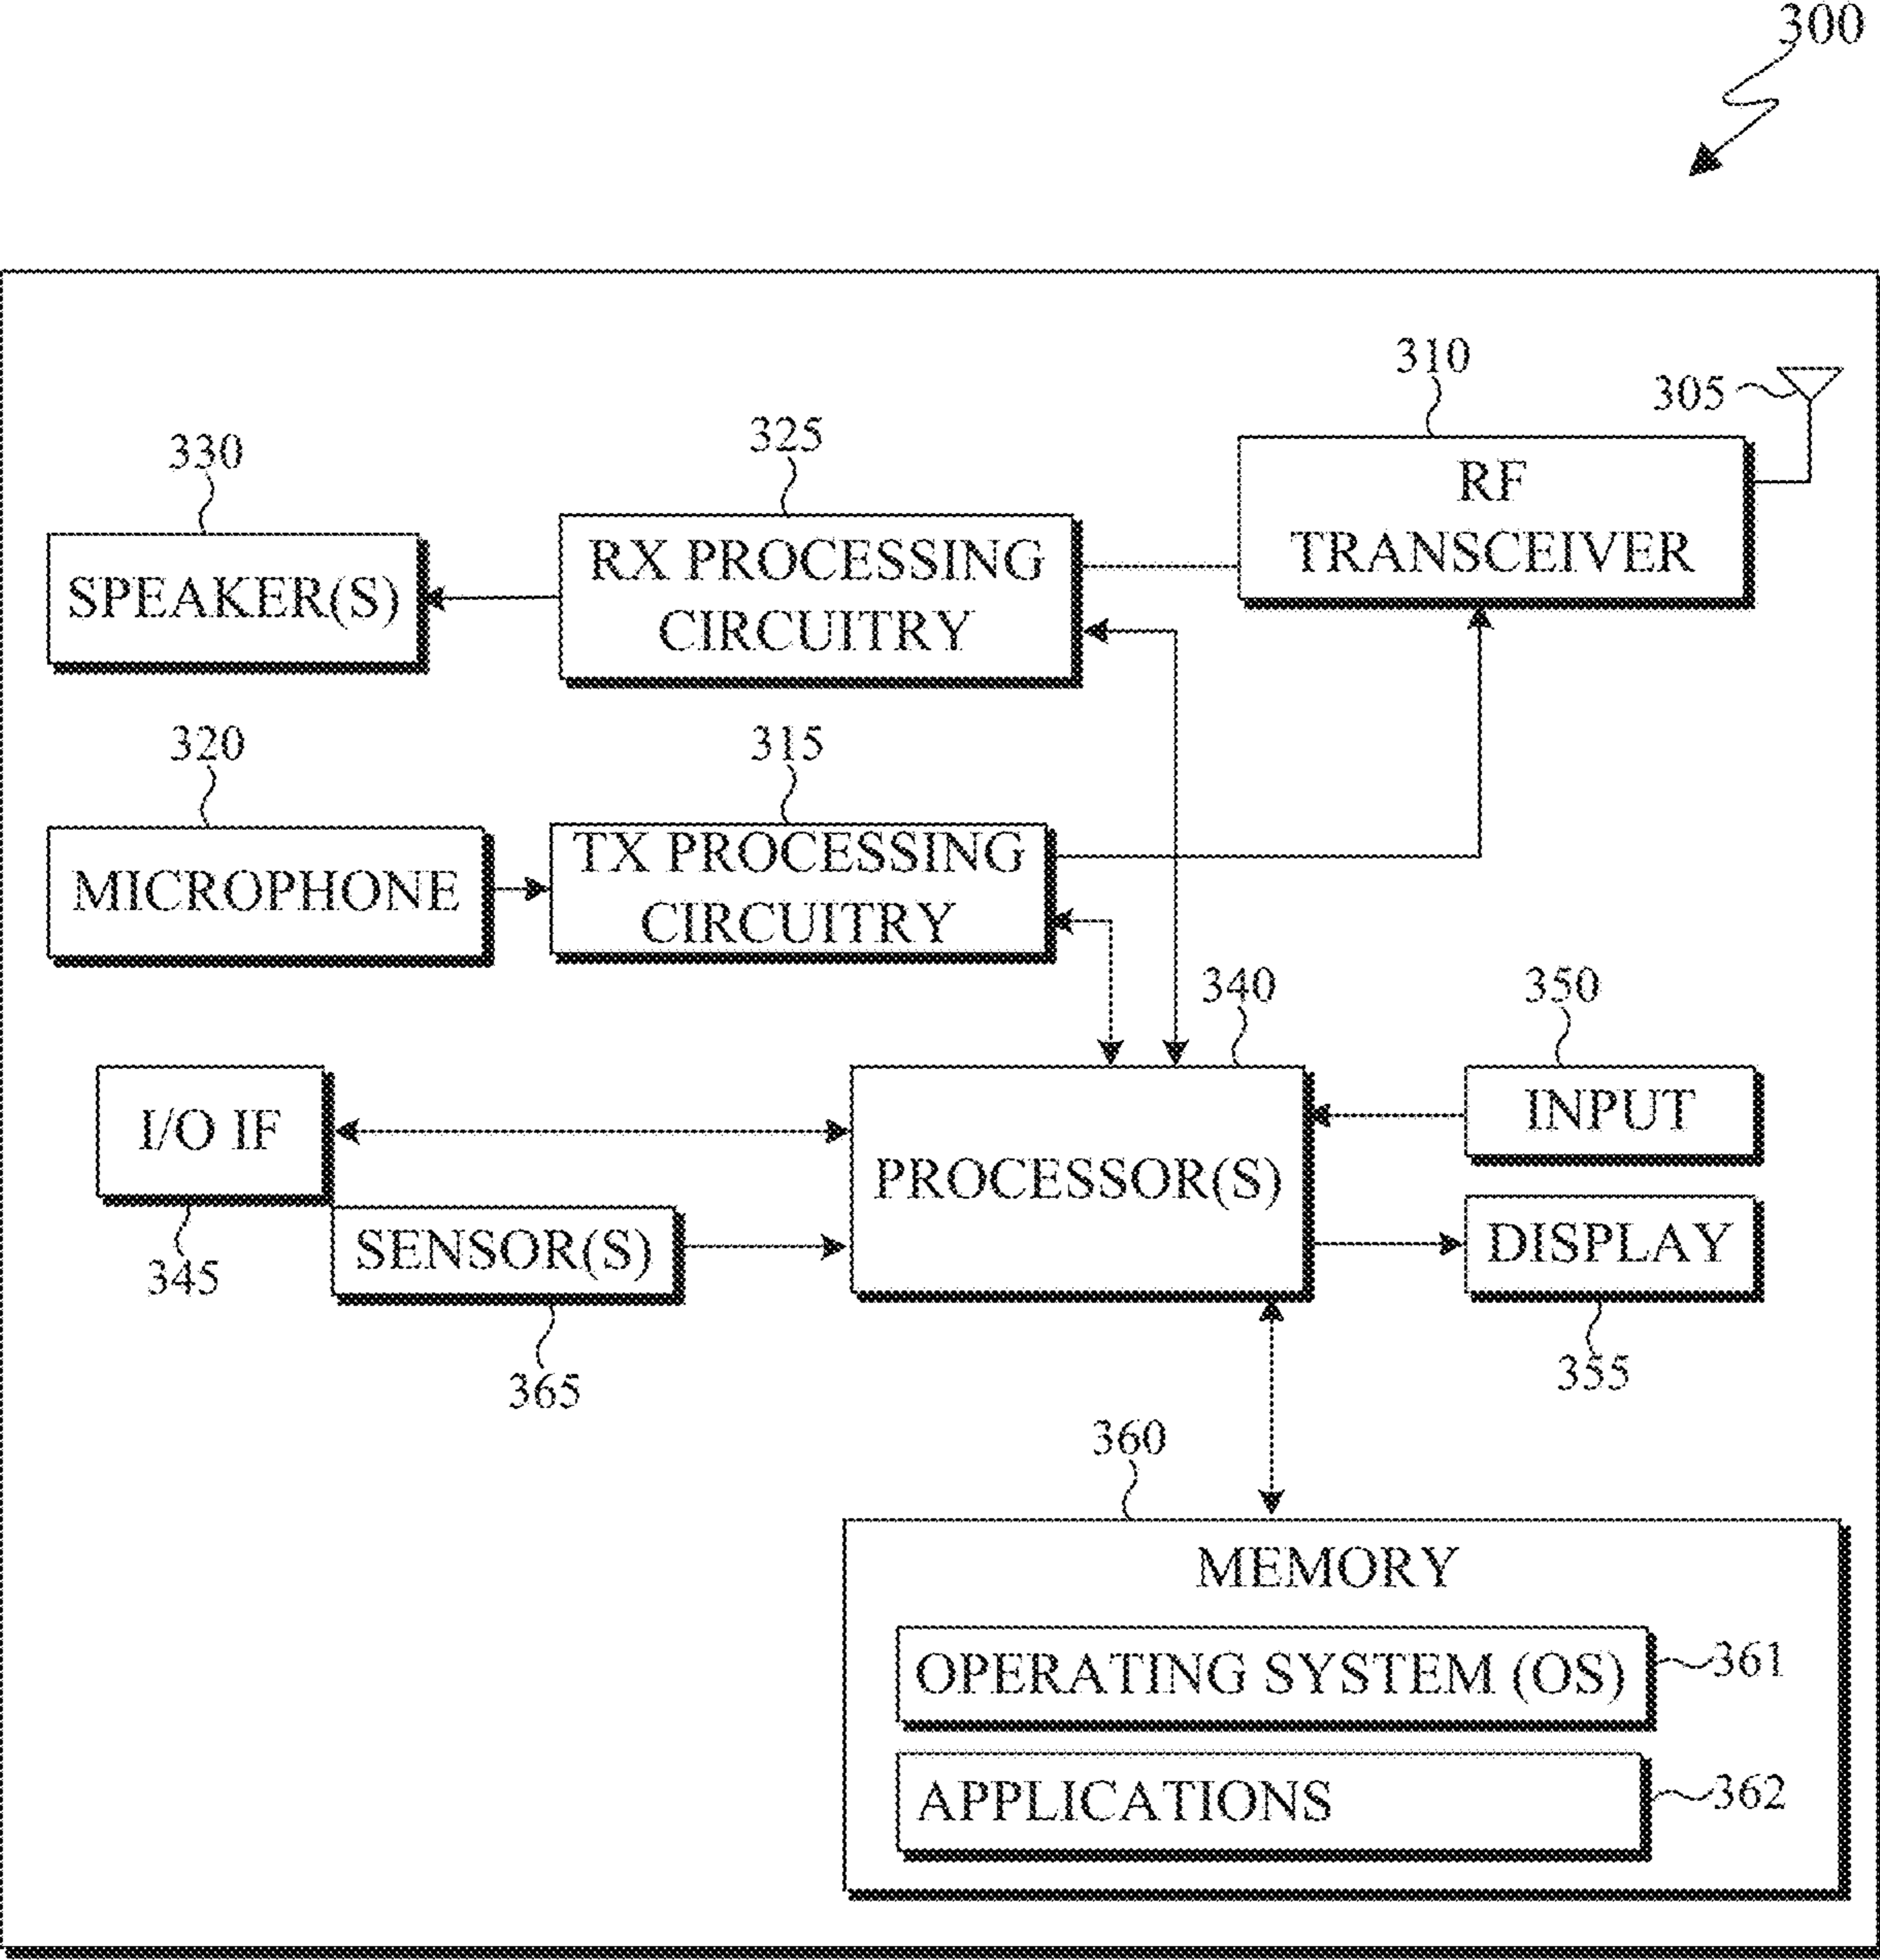 300
310
305
325
330
RF
TRANSCEIVER
RX PROCESSING
CIRCUITRY
SPEAKER(S)
320
315
MICROPHONE
TX PROCESSING
CIRCUITRY
340
350
I/O IF
INPUT
PROCESSOR(S)
SENSOR(S)
DISPLAY
345
365
355
360
MEMORY
OPERATING SYSTEM (OS)
361
APPLICATIONS
362